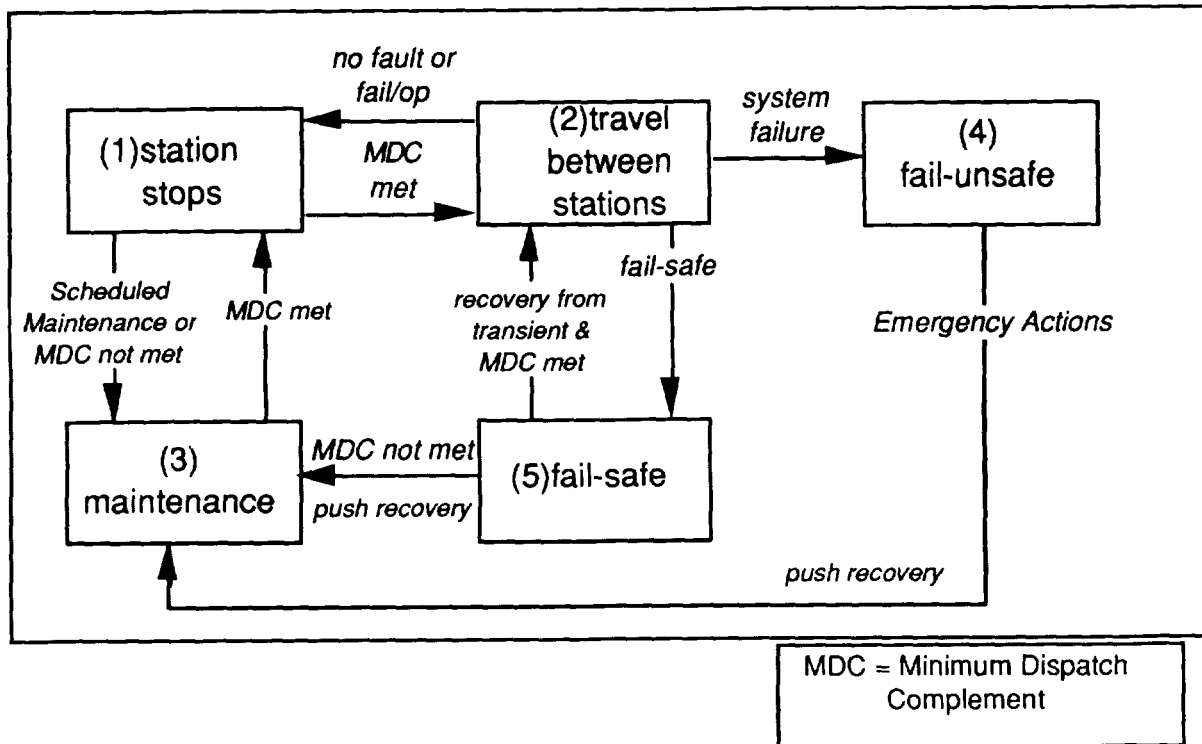 no fault or
fail/op
(1)station
stops
MDC
met
(2)travel
between
stations
system
failure
(4)
fail-unsafe
Scheduled
Maintenance or
MDC not met
MDC met
recovery from
transient &
MDC met
fail-safe
Emergency Actions
(3)
maintenance
MDC not met
push recovery
(5)fail-safe
push recovery
MDC = Minimum Dispatch
Complement